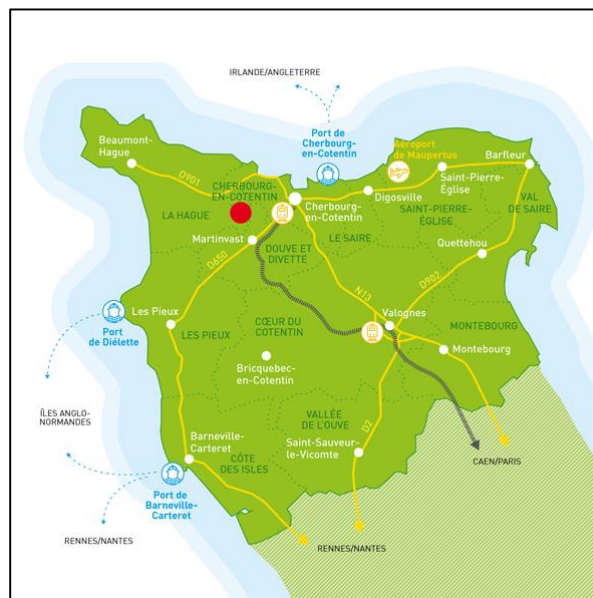 IRLANDE/ANGLETERRE
Port de
Cherbourg-
en-Cotentin
Aéroport
de Maupertus
Beaumont-
Hague
D901
CHERBOURG-
EN-COTENTIN
Cherbourg-
en-Cotentin
Digosville
Saint-Pierre-
Église
Barfleur
LA HAGUE
SAINT-PIERRE-
ÉGLISE
VAL
DE SAIRE
Martinvast
DOUVE ET
DIVETTE
LE SAIRE
Quettehou
D650
D902
N13
Les Pieux
Port
de Diélette
LES PIEUX
CŒUR DU
COTENTIN
Valognes
MONTEBOURG
Montebourg
Bricquebec-
en-Cotentin
ÎLES ANGLO-
NORMANDES
VALLÉE
DE L'OUVE
D2
Barneville-
Carteret
Saint-Sauveur-
le-Vicomte
CÔTE
DES ISLES
CAEN/PARIS
Port de
Barneville-
Carteret
RENNES/NANTES
RENNES/NANTES